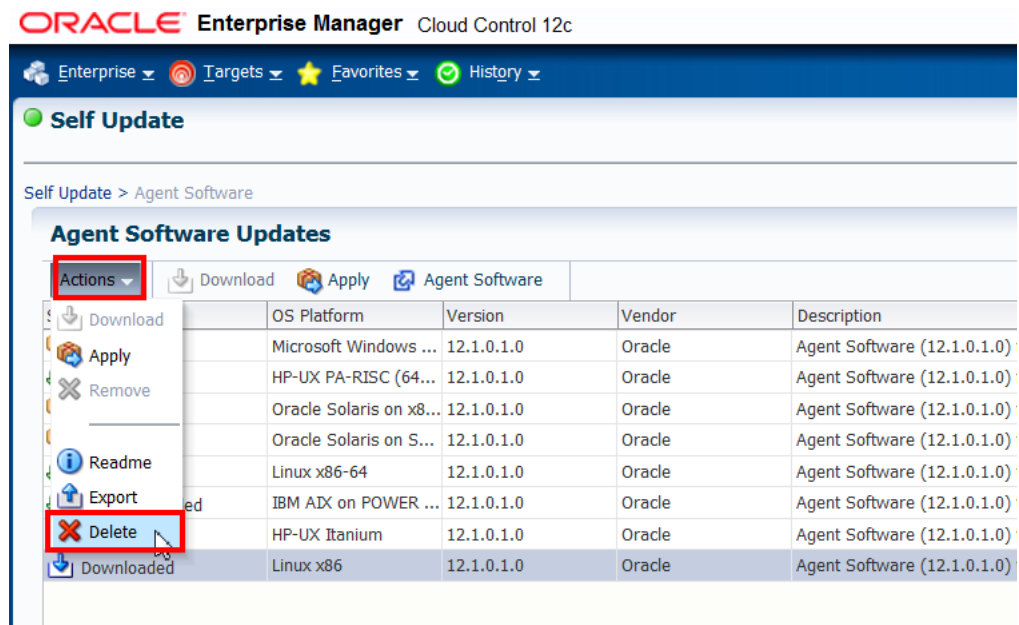 ORACLE Enterprise Manager Cloud Control 12c
Enterprise Targets Favorites History
Self Update
Self Update > Agent Software
Agent Software Updates
Actions Download Apply Agent Software
OS Platform Version Vendor Description
Download
Microsoft Windows ... 12.1.0.1.0 Oracle Agent Software (12.1.0.1.0)
Apply
HP-UX PA-RISC (64... 12.1.0.1.0 Oracle Agent Software (12.1.0.1.0)
Remove
Oracle Solaris on x8... 12.1.0.1.0 Oracle Agent Software (12.1.0.1.0)
Oracle Solaris on S... 12.1.0.1.0 Oracle Agent Software (12.1.0.1.0)
Readme
Linux x86-64 12.1.0.1.0 Oracle Agent Software (12.1.0.1.0)
Export
ed IBM AIX on POWER ... 12.1.0.1.0 Oracle Agent Software (12.1.0.1.0)
Delete
HP-UX Itanium 12.1.0.1.0 Oracle Agent Software (12.1.0.1.0)
Downloaded Linux x86 12.1.0.1.0 Oracle Agent Software (12.1.0.1.0)